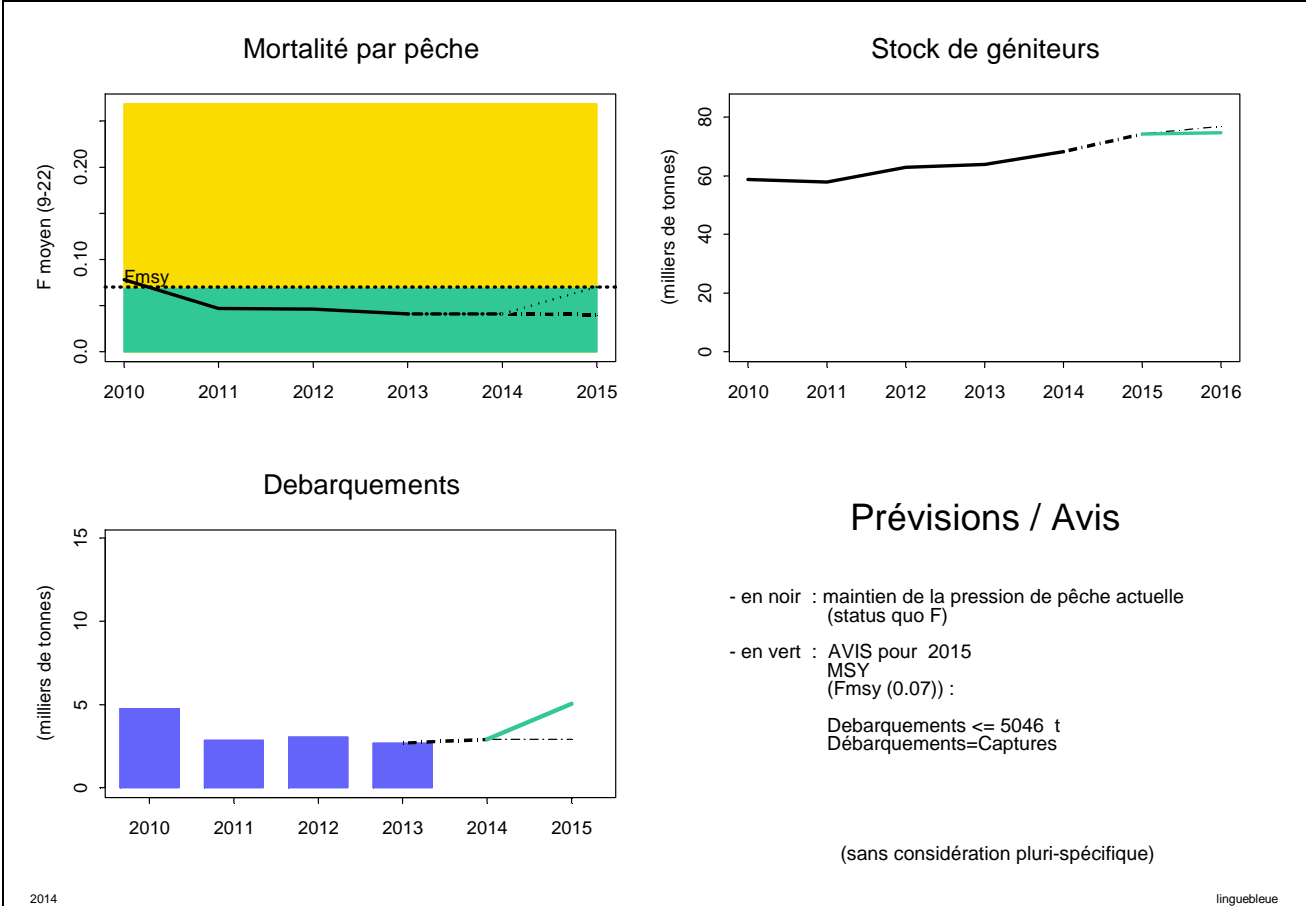 Mortalité par pêche
F moyen (9-22)
0.0 0.10 0.20
Fmsy
2010 2011 2012 2013 2014 2015
Stock de géniteurs
(milliers de tonnes)
0 20 40 60 80
2010 2011 2012 2013 2014 2015 2016
Debarquements
(milliers de tonnes)
0 5 10 15
2010 2011 2012 2013 2014 2015
Prévisions / Avis
- en noir : maintien de la pression de pêche actuelle
(status quo F)
- en vert : AVIS pour 2015
MSY
(Fmsy (0.07)) :
Debarquements <= 5046 t
Débarquements=Captures
(sans considération pluri-spécifique)
2014
linguebleue